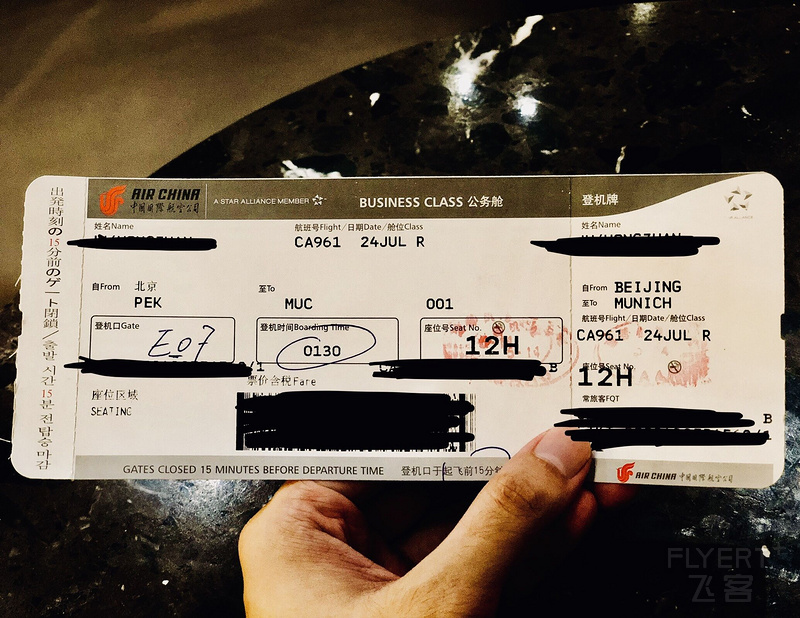 出発時刻の15分前のゲート閉鎖/출발 시간 15분 전 탑승 마감
AIR CHINA
中国国际航空公司
A STAR ALLIANCE MEMBER
BUSINESS CLASS 公务舱
登机牌
姓名Name
航班号Flight/日期Date/舱位Class
CA961 24JUL R
自From 北京
PEK
至To
MUC
001
登机口Gate
E07
登机时间Boarding Time
0130
座位号Seat No.
12H
B
票价含税Fare
座位区域
SEATING
GATES CLOSED 15 MINUTES BEFORE DEPARTURE TIME
登机口于起飞前15分钟
姓名Name
自From BEIJING
至To MUNICH
航班号Flight/日期Date/舱位Class
CA961 24JUL R
座位号Seat No.
12H
常旅客FQT
B
AIR CHINA 中国国际航空公司
FLYERT
飞客